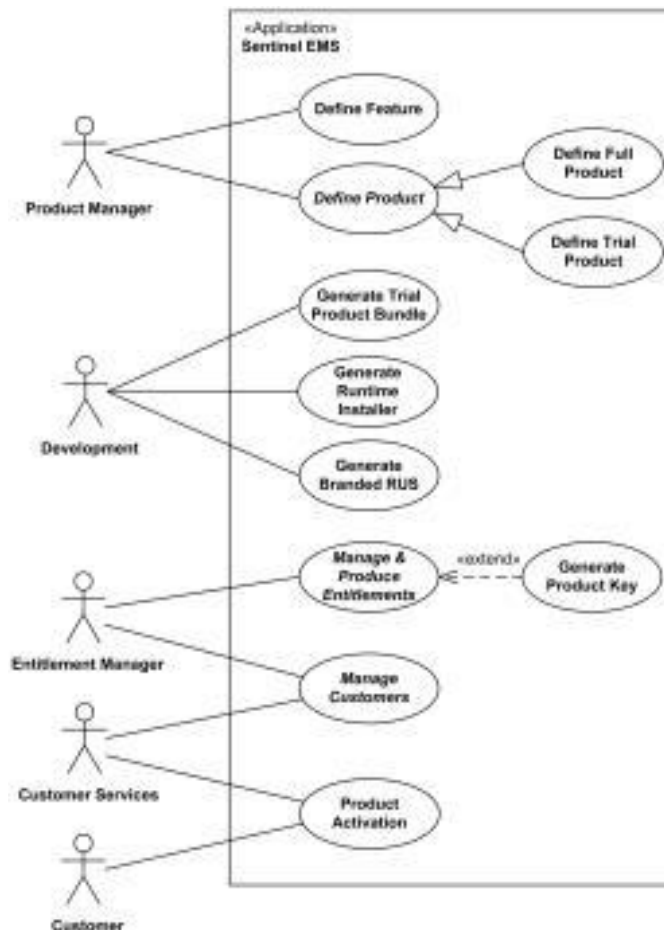 «Application»
Sentinel EMS
Define Feature
Define Full
Product
Product Manager
Define Product
Define Trial
Product
Generate Trial
Product Bundle
Generate
Runtime
Installer
Development
Generate
Branded RUS
Manage &
Produce
Entitlements
«extend»
Generate
Product Key
Entitlement Manager
Manage
Customers
Customer Services
Product
Activation
Customer